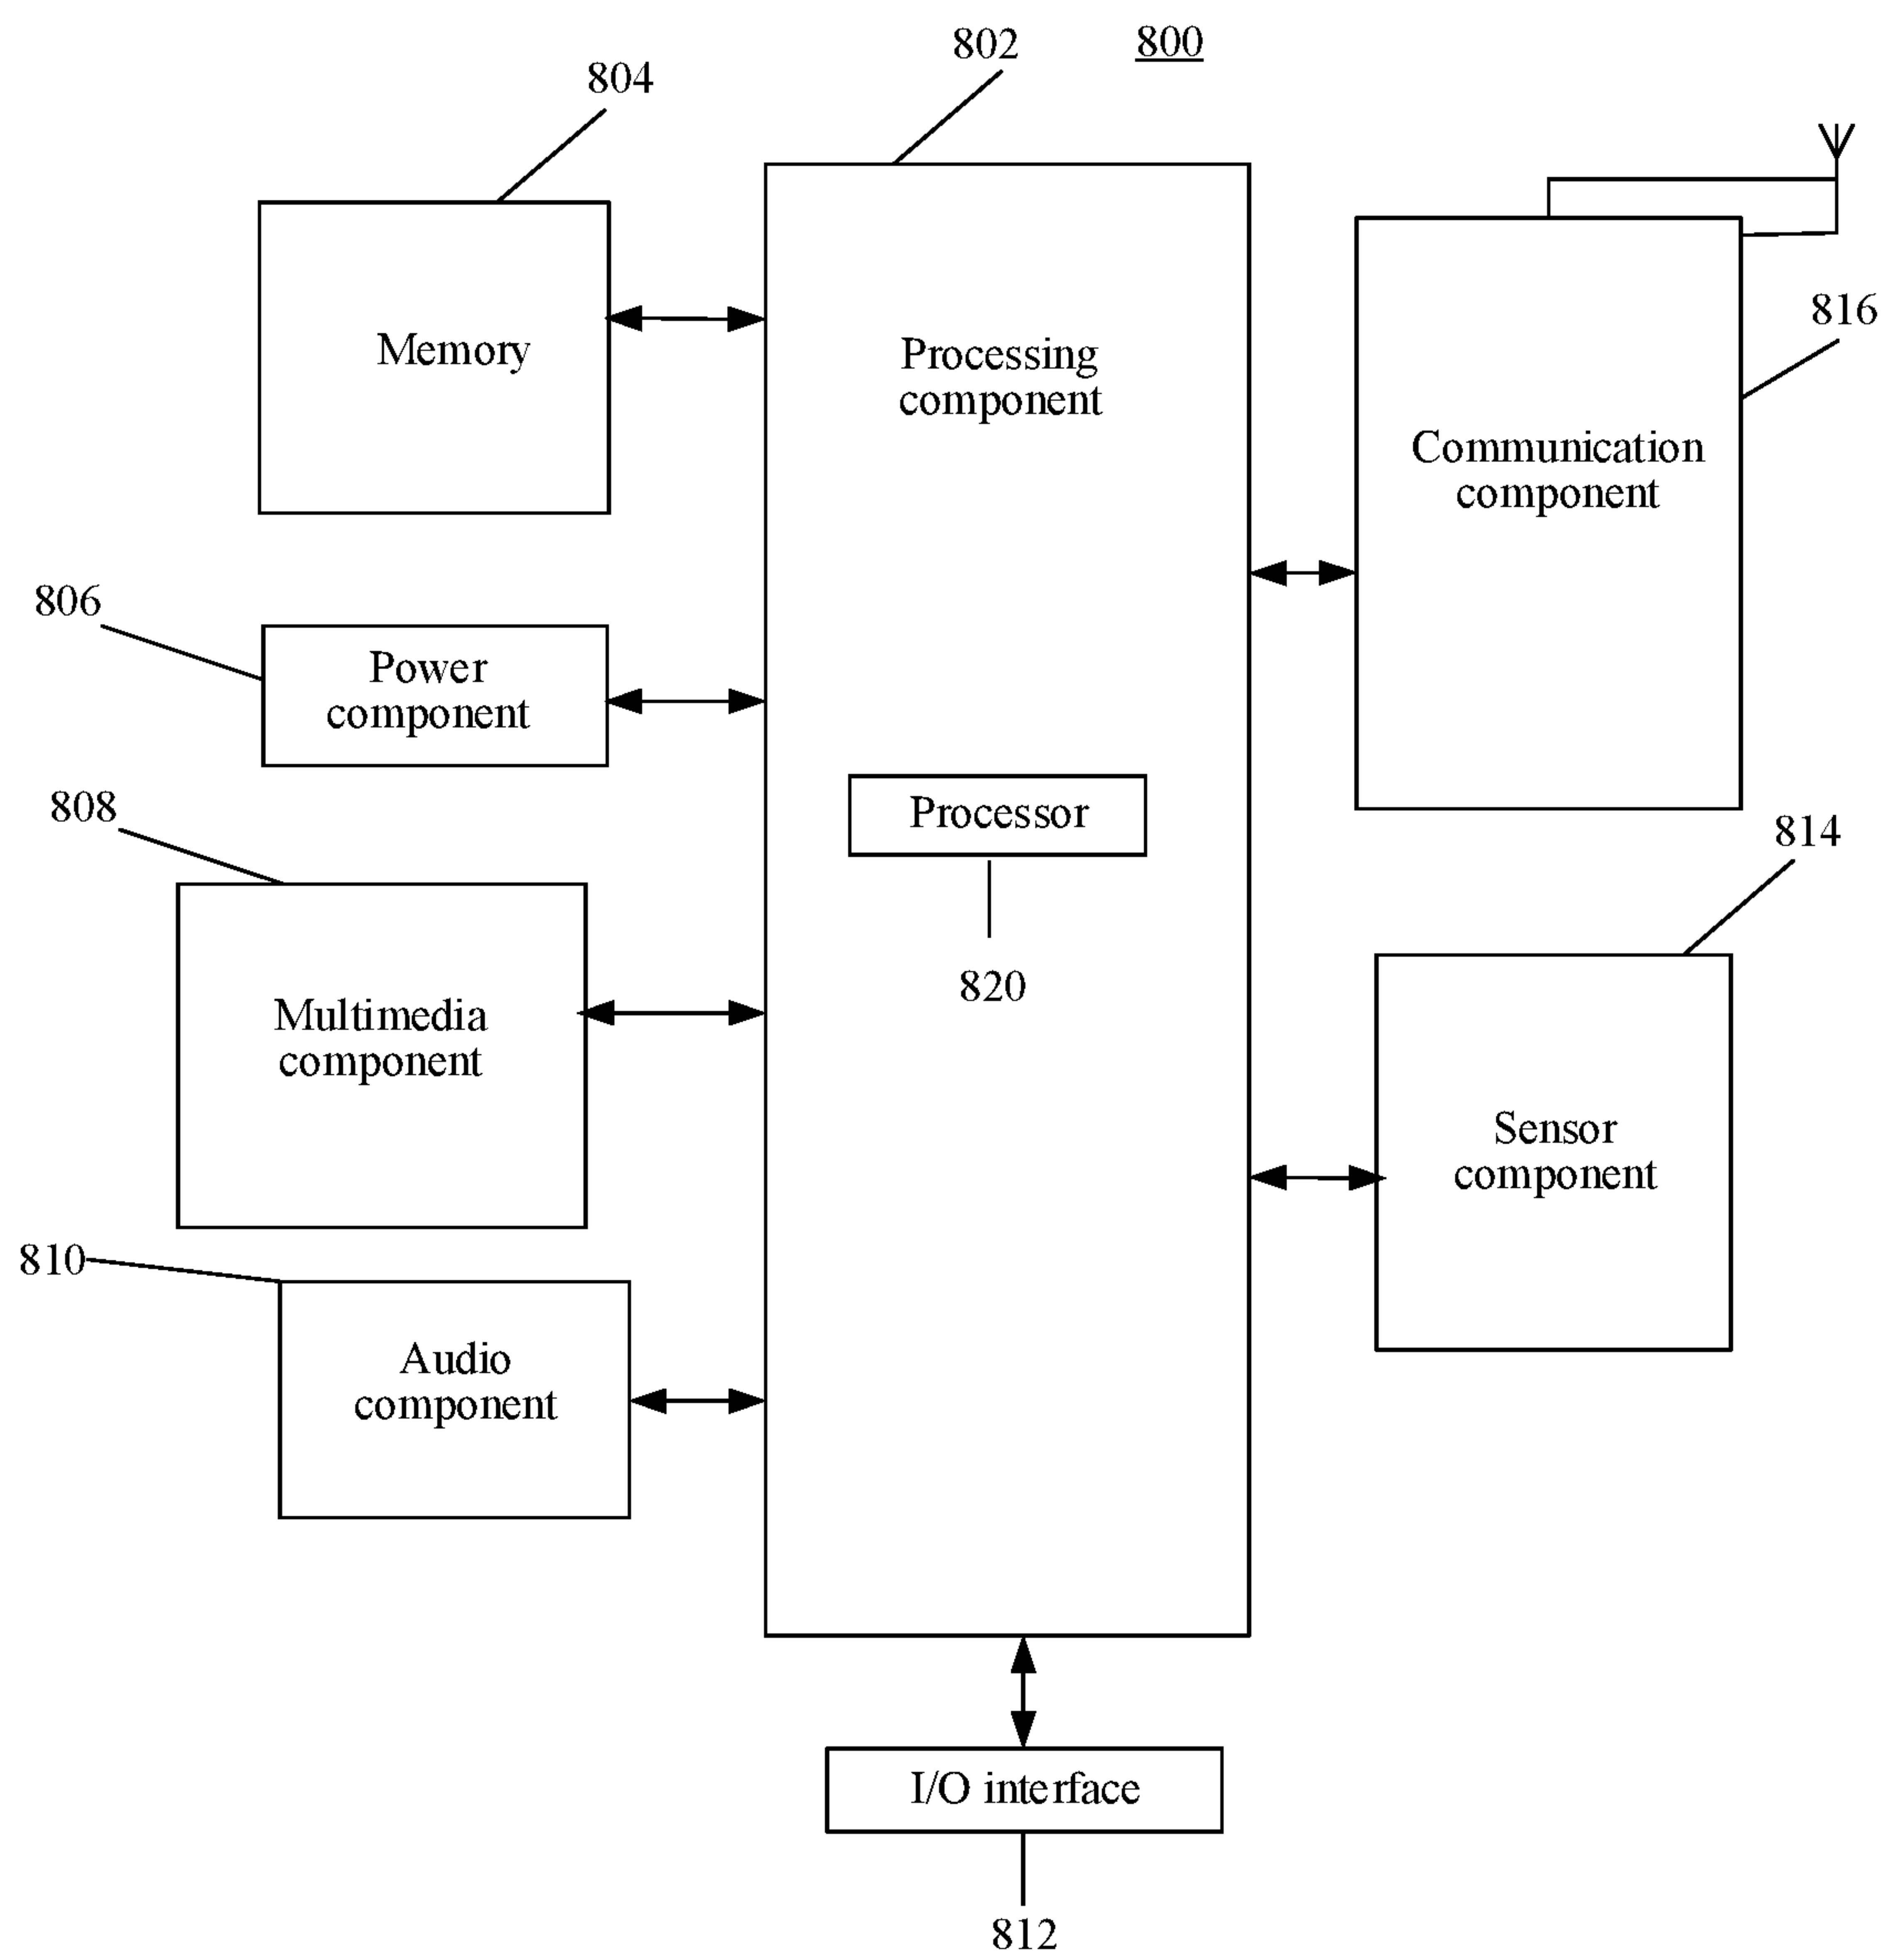 802
800
804
816
Memory
Processing
component
Communication
component
806
Power
component
808
Processor
814
820
Multimedia
component
Sensor
component
810
Audio
component
I/O interface
812